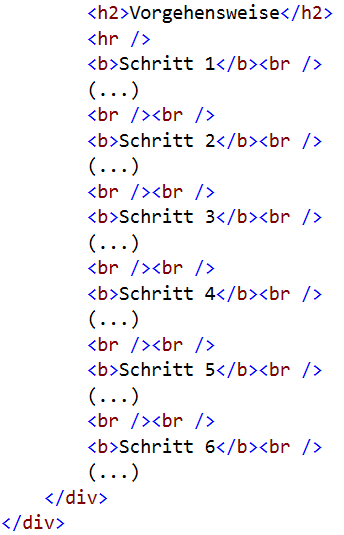 <h2>Vorgehensweise</h2>
<hr />
<b>Schritt 1</b><br />
(...)
<br /><br />
<b>Schritt 2</b><br />
(...)
<br /><br />
<b>Schritt 3</b><br />
(...)
<br /><br />
<b>Schritt 4</b><br />
(...)
<br /><br />
<b>Schritt 5</b><br />
(...)
<br /><br />
<b>Schritt 6</b><br />
(...)
</div>
</div>